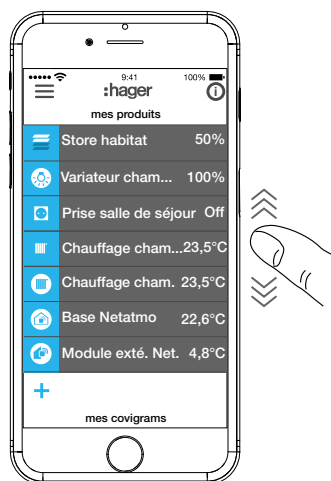 9:41 100%
:hager
mes produits
Store habitat 50%
Variateur cham... 100%
Prise salle de séjour Off
Chauffage cham...23,5°C
Chauffage cham. 23,5°C
Base Netatmo 22,6°C
Module exté. Net. 4,8°C
+
mes covigrams